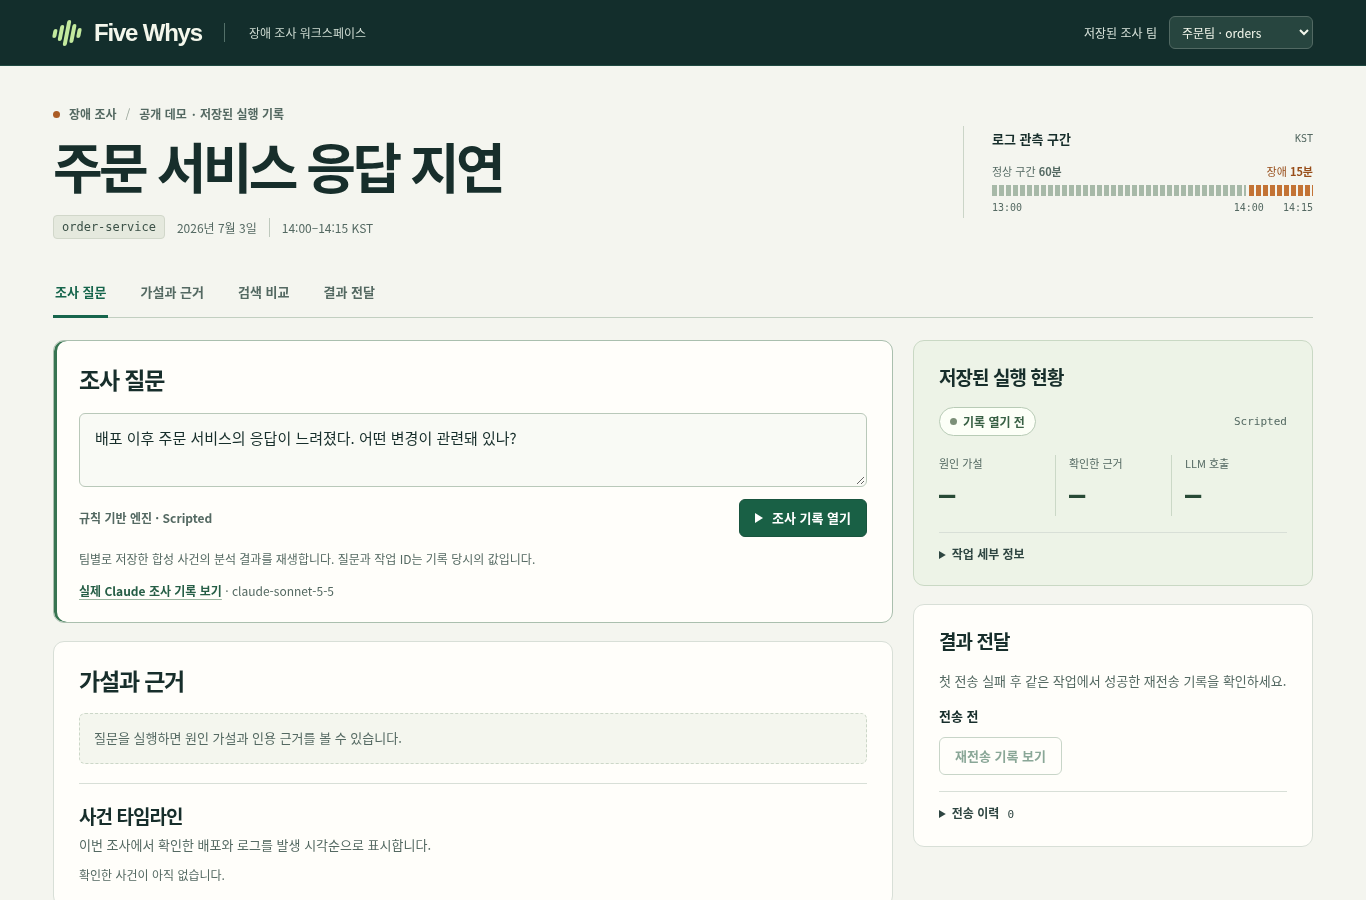 Five Whys
장애 조사 워크스페이스
저장된 조사 팀
주문팀 · orders
장애 조사 / 공개 데모 · 저장된 실행 기록
주문 서비스 응답 지연
order-service
2026년 7월 3일
14:00–14:15 KST
로그 관측 구간
KST
정상 구간 60분
장애 15분
13:00
14:00
14:15
조사 질문
가설과 근거
검색 비교
결과 전달
조사 질문
배포 이후 주문 서비스의 응답이 느려졌다. 어떤 변경이 관련돼 있나?
규칙 기반 엔진 · Scripted
조사 기록 열기
팀별로 저장한 합성 사건의 분석 결과를 재생합니다. 질문과 작업 ID는 기록 당시의 값입니다.
실제 Claude 조사 기록 보기 · claude-sonnet-5-5
가설과 근거
질문을 실행하면 원인 가설과 인용 근거를 볼 수 있습니다.
사건 타임라인
이번 조사에서 확인한 배포와 로그를 발생 시각순으로 표시합니다.
확인한 사건이 아직 없습니다.
저장된 실행 현황
기록 열기 전
Scripted
원인 가설
확인한 근거
LLM 호출
—
—
—
작업 세부 정보
결과 전달
첫 전송 실패 후 같은 작업에서 성공한 재전송 기록을 확인하세요.
전송 전
재전송 기록 보기
전송 이력 0